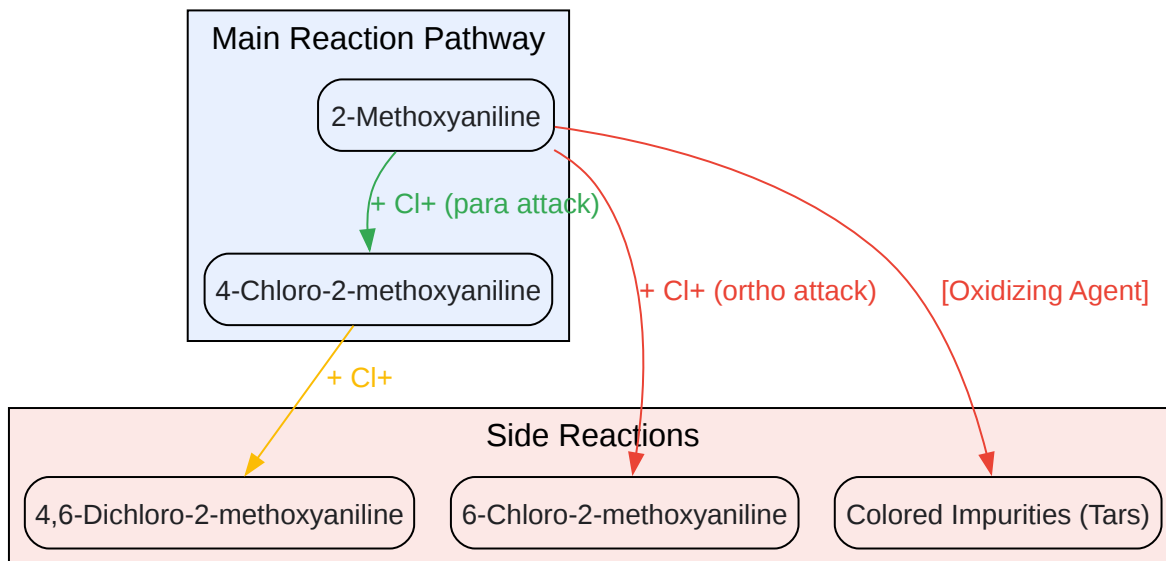 Main Reaction Pathway
2-Methoxyaniline
+ Cl+ (para attack)
4-Chloro-2-methoxyaniline
+ Cl+ (ortho attack)
[Oxidizing Agent]
+ Cl+
Side Reactions
4,6-Dichloro-2-methoxyaniline
6-Chloro-2-methoxyaniline
Colored Impurities (Tars)